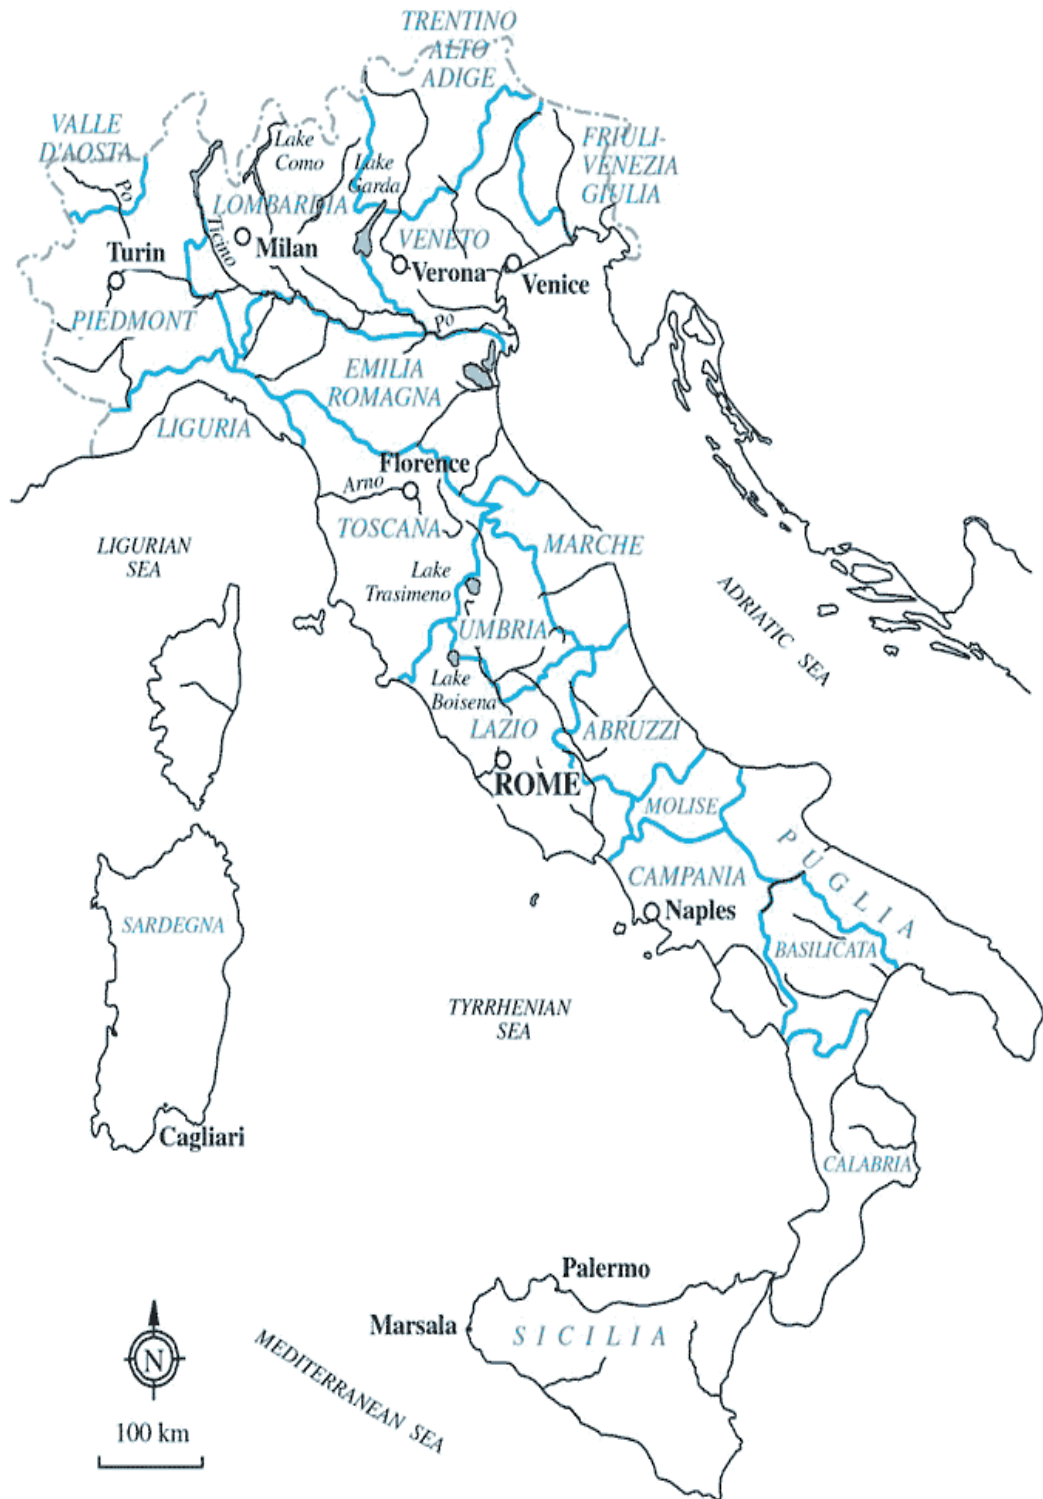 TRENTINO
ALTO
ADIGE
VALLE
D'AOSTA
FRIULI-
VENEZIA
GIULIA
Lake
Como
Lake
Garda
Po
LOMBARDIA
Ticino
Milan
VENETO
Turin
Verona
Venice
PIEDMONT
Po
EMILIA
ROMAGNA
LIGURIA
Florence
Arno
TOSCANA
LIGURIAN
SEA
MARCHE
Lake
Trasimeno
ADRIATIC SEA
UMBRIA
Lake
Boisena
LAZIO
ABRUZZI
ROME
MOLISE
PUGLIA
CAMPANIA
Naples
SARDEGNA
BASILICATA
TYRRHENIAN
SEA
Cagliari
CALABRIA
Palermo
Marsala
SICILIA
MEDITERRANEAN SEA
N
100 km